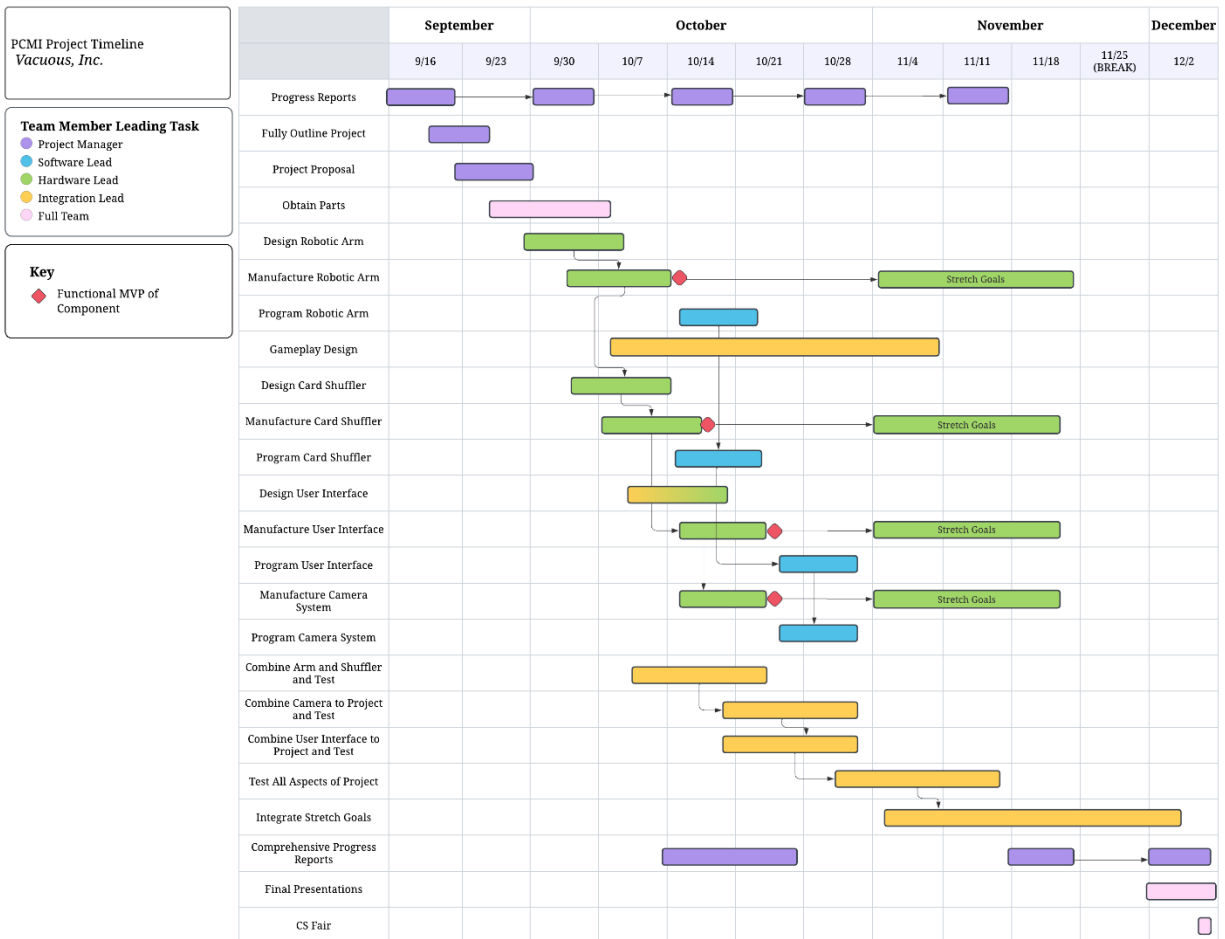 PCMI Project Timeline
Vacuous, Inc.
Team Member Leading Task
Project Manager
Software Lead
Hardware Lead
Integration Lead
Full Team
Key
Functional MVP of
Component
September
October
November
December
9/16
9/23
9/30
10/7
10/14
10/21
10/28
11/4
11/11
11/18
11/25
(BREAK)
12/2
Progress Reports
Fully Outline Project
Project Proposal
Obtain Parts
Design Robotic Arm
Manufacture Robotic Arm
Stretch Goals
Program Robotic Arm
Gameplay Design
Design Card Shuffler
Manufacture Card Shuffler
Stretch Goals
Program Card Shuffler
Design User Interface
Manufacture User Interface
Stretch Goals
Program User Interface
Manufacture Camera
System
Stretch Goals
Program Camera System
Combine Arm and Shuffler
and Test
Combine Camera to Project
and Test
Combine User Interface to
Project and Test
Test All Aspects of Project
Integrate Stretch Goals
Comprehensive Progress
Reports
Final Presentations
CS Fair